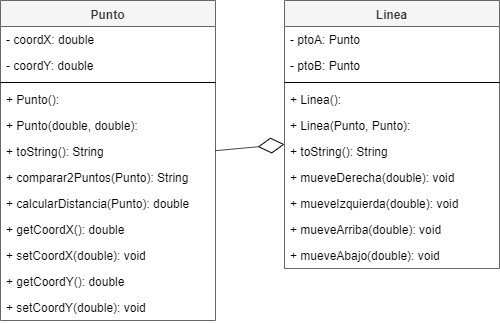 Punto
- coordX: double
- coordY: double
+ Punto():
+ Punto(double, double):
+ toString(): String
+ comparar2Puntos(Punto): String
+ calcularDistancia(Punto): double
+ getCoordX(): double
+ setCoordX(double): void
+ getCoordY(): double
+ setCoordY(double): void
Linea
- ptoA: Punto
- ptoB: Punto
+ Linea():
+ Linea(Punto, Punto):
+ toString(): String
+ mueveDerecha(double): void
+ mueveIzquierda(double): void
+ mueveArriba(double): void
+ mueveAbajo(double): void